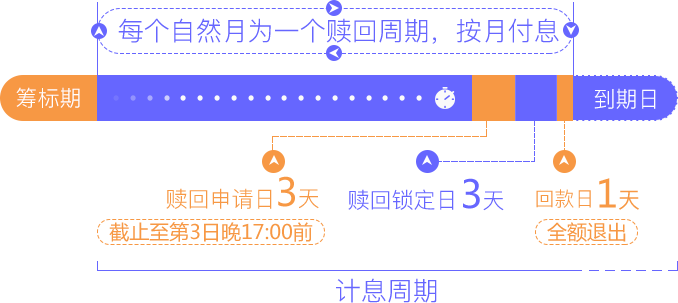 每个自然月为一个赎回周期，按月付息
筹标期
到期日
赎回申请日3天
赎回锁定日3天
回款日1天
截止至第3日晚17:00前
全额退出
计息周期